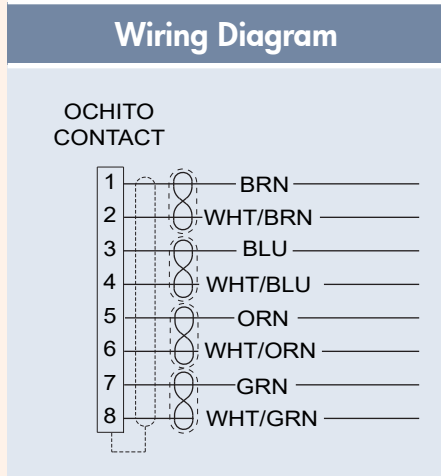 Wiring Diagram
OCHITO
CONTACT
1 BRN
2 WHT/BRN
3 BLU
4 WHT/BLU
5 ORN
6 WHT/ORN
7 GRN
8 WHT/GRN